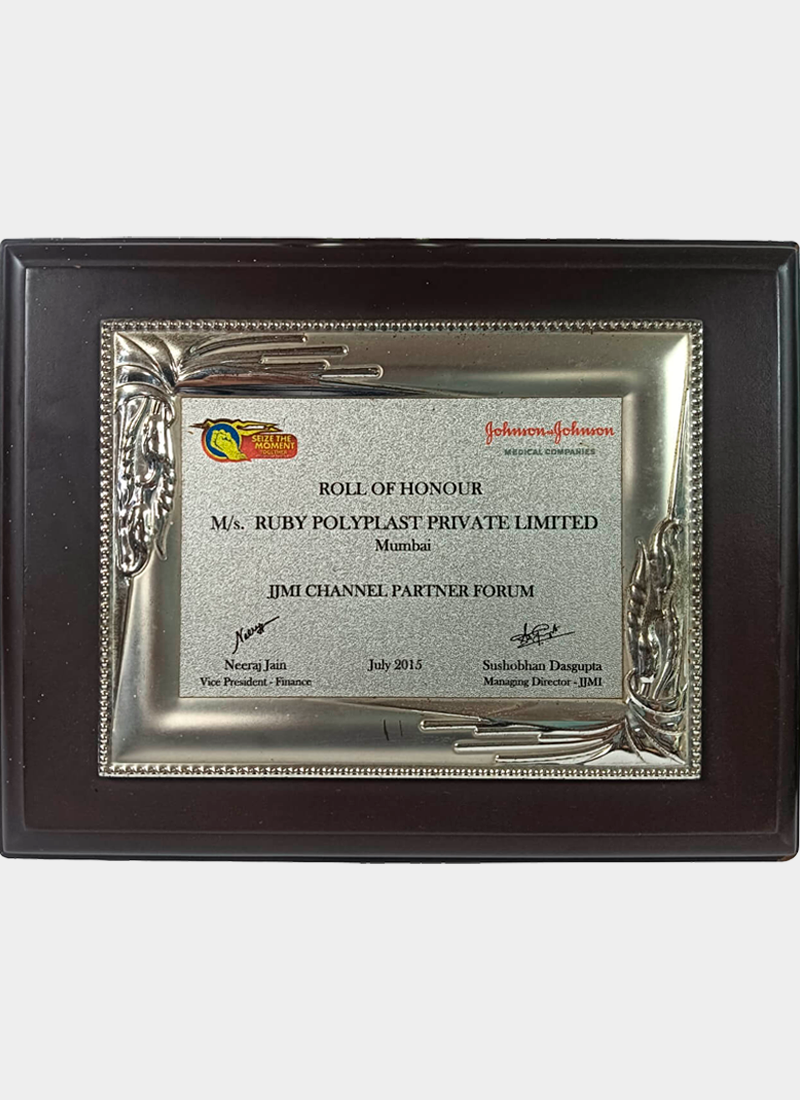 SEIZE THE
MOMENT
TOGETHER
Johnson & Johnson
MEDICAL COMPANIES
ROLL OF HONOUR
M/s. RUBY POLYPLAST PRIVATE LIMITED
Mumbai
JJMI CHANNEL PARTNER FORUM
Neeraj Jain
July 2015
Sushobhan Dasgupta
Vice President - Finance
Managing Director - JJMI